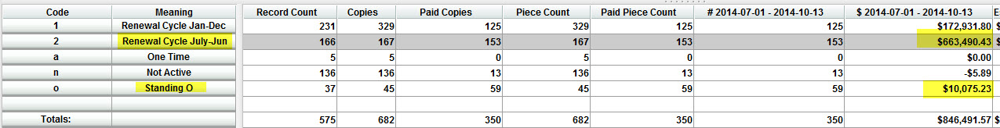 Code Meaning Record Count Copies Paid Copies Piece Count Paid Piece Count # 2014-07-01 - 2014-10-13 $ 2014-07-01 - 2014-10-13 E
1 Renewal Cycle Jan-Dec 231 329 125 329 125 125 $172,931.80 $
2 Renewal Cycle July-Jun 166 167 153 167 153 153 $663,490.43 $
a One Time 5 5 0 5 0 0 $0.00
n Not Active 136 136 13 136 13 13 -$5.89
o Standing O 37 45 59 45 59 59 $10,075.23
Totals: 575 682 350 682 350 350 $846,491.57 $